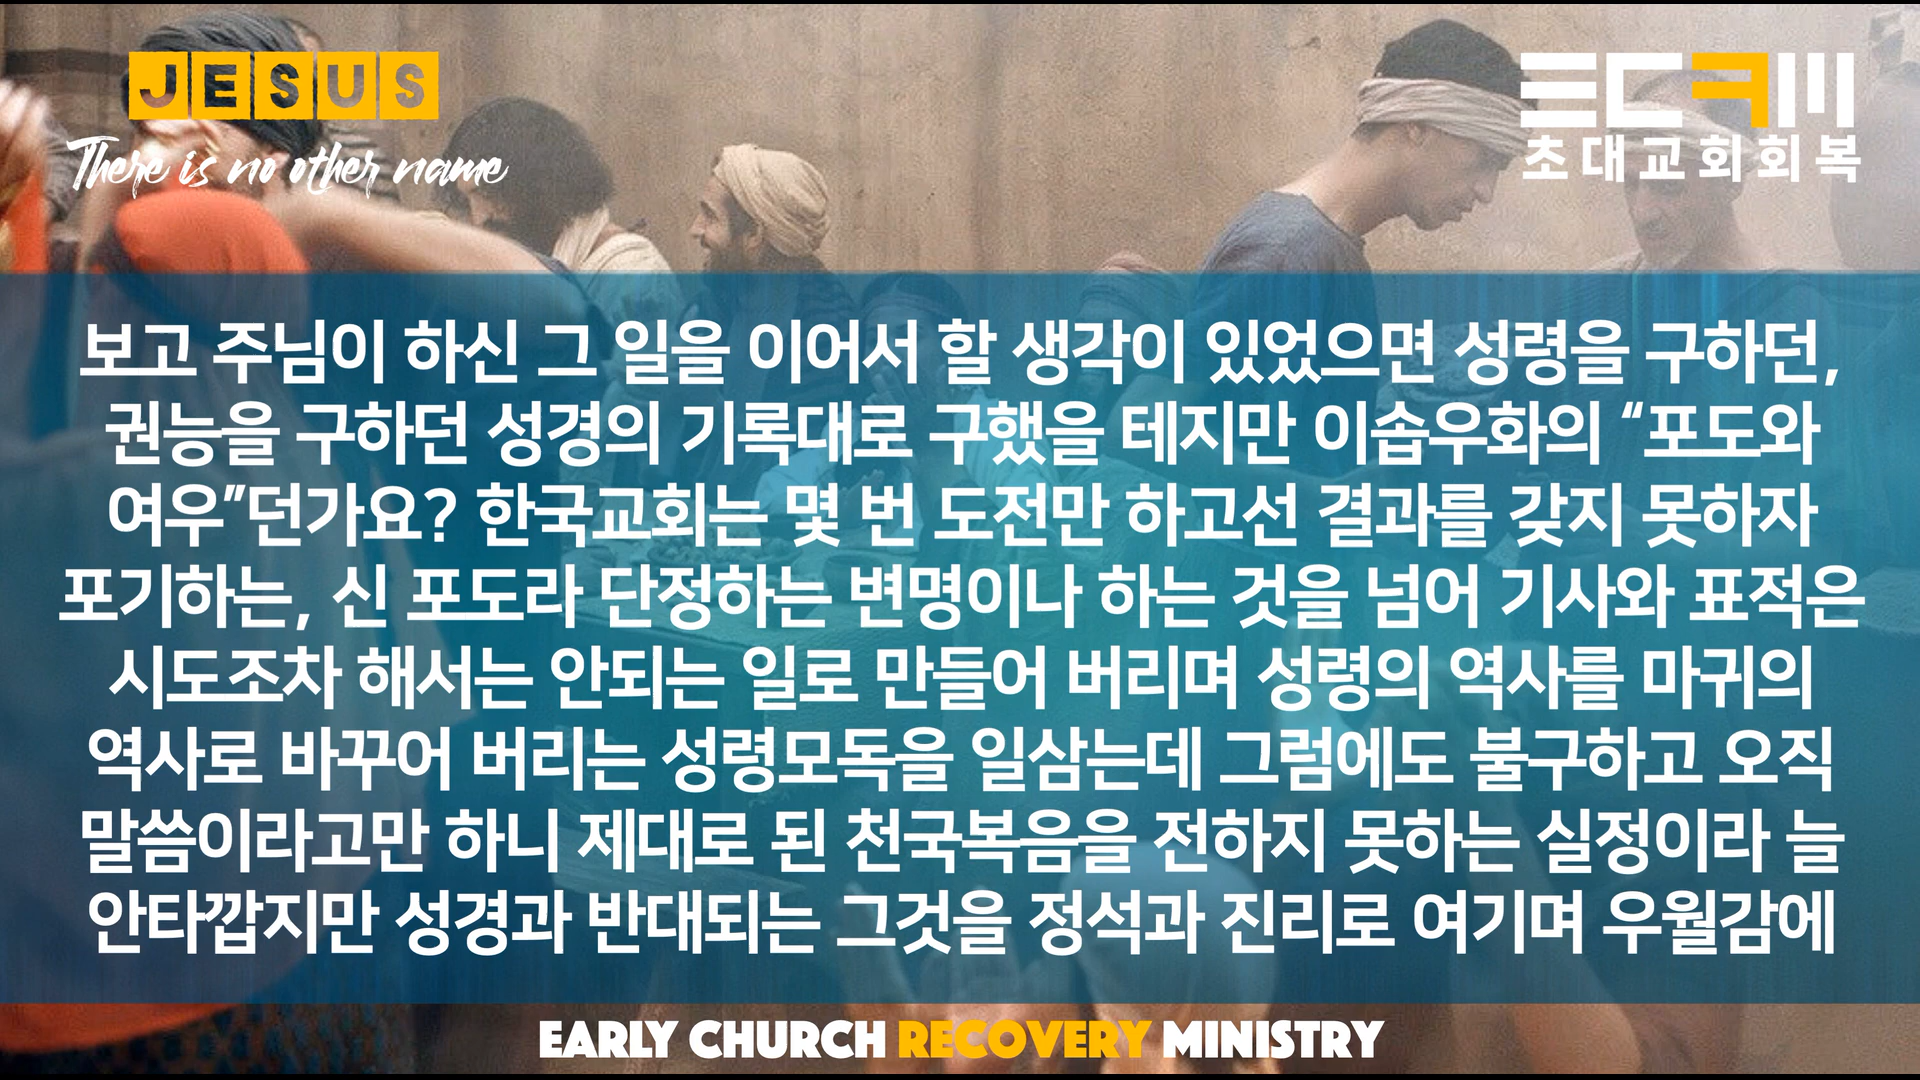 JESUS
There is no other name
ECRM
초대교회회복
보고 주님이 하신 그 일을 이어서 할 생각이 있었으면 성령을 구하던,
권능을 구하던 성경의 기록대로 구했을 테지만 이솝우화의 “포도와
여우”던가요? 한국교회는 몇 번 도전만 하고선 결과를 갖지 못하자
포기하는, 신 포도라 단정하는 변명이나 하는 것을 넘어 기사와 표적은
시도조차 해서는 안되는 일로 만들어 버리며 성령의 역사를 마귀의
역사로 바꾸어 버리는 성령모독을 일삼는데 그럼에도 불구하고 오직
말씀이라고만 하니 제대로 된 천국복음을 전하지 못하는 실정이라 늘
안타깝지만 성경과 반대되는 그것을 정석과 진리로 여기며 우월감에
EARLY CHURCH RECOVERY MINISTRY